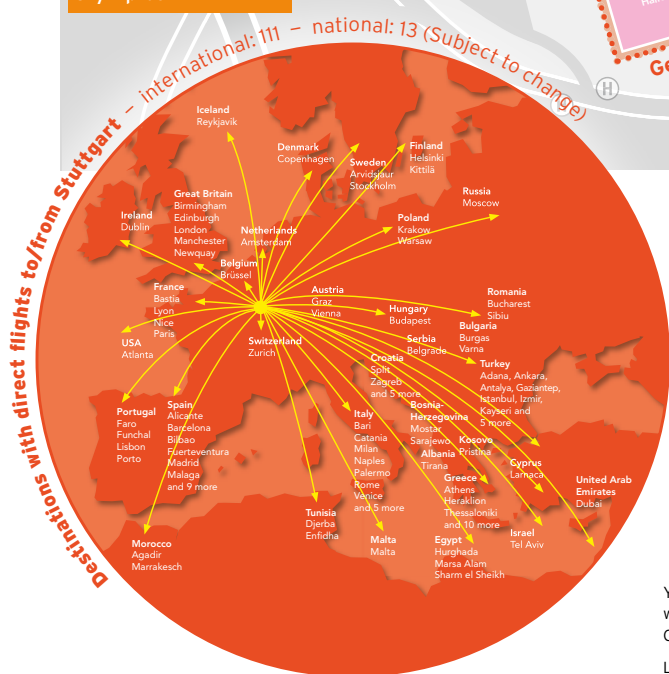 Destinations with direct flights to/from Stuttgart – international: 111 – national: 13 (Subject to change)
H
Iceland
Reykjavik
Denmark
Copenhagen
Sweden
Arvidsjaur
Stockholm
Finland
Helsinki
Kittilä
Russia
Moscow
Great Britain
Birmingham
Edinburgh
London
Manchester
Newquay
Ireland
Dublin
Netherlands
Amsterdam
Poland
Krakow
Warsaw
Belgium
Brüssel
France
Bastia
Lyon
Nice
Paris
Austria
Graz
Vienna
Hungary
Budapest
Romania
Bucharest
Sibiu
Bulgaria
Burgas
Varna
USA
Atlanta
Switzerland
Zurich
Serbia
Belgrade
Croatia
Split
Zagreb
and 5 more
Turkey
Adana, Ankara,
Antalya, Gaziantep,
Istanbul, Izmir,
Kayseri and
5 more
Portugal
Faro
Funchal
Lisbon
Porto
Spain
Alicante
Barcelona
Bilbao
Fuerteventura
Madrid
Malaga
and 9 more
Italy
Bari
Catania
Milan
Naples
Palermo
Rome
Venice
and 5 more
Bosnia-
Herzegovina
Mostar
Sarajewo
Kosovo
Pristina
Albania
Tirana
Greece
Athens
Heraklion
Thessaloniki
and 10 more
Cyprus
Larnaca
United Arab
Emirates
Dubai
Tunisia
Djerba
Enfidha
Malta
Malta
Egypt
Hurghada
Marsa Alam
Sharm el Sheikh
Israel
Tel Aviv
Morocco
Agadir
Marrakesch